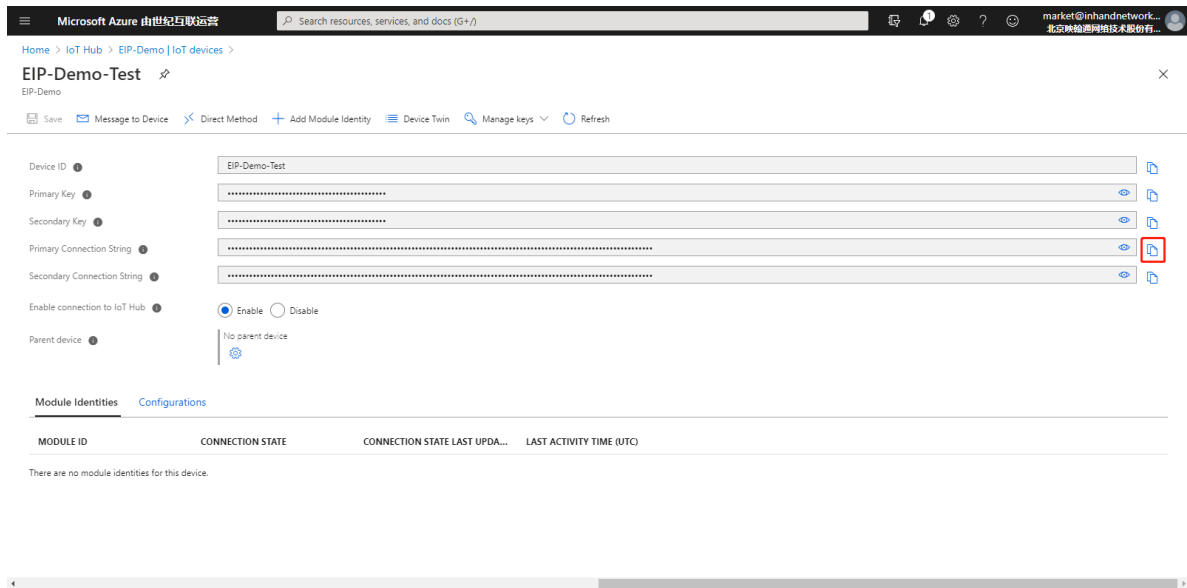 Microsoft Azure 由世纪互联运营
Search resources, services, and docs (G+/)
1
market@inhandnetwork...
北京映翰通网络技术股份有...
Home > IoT Hub > EIP-Demo | IoT devices >
EIP-Demo-Test
EIP-Demo
Save Message to Device Direct Method Add Module Identity Device Twin Manage keys Refresh
Device ID EIP-Demo-Test
Primary Key
Secondary Key
Primary Connection String
Secondary Connection String
Enable connection to IoT Hub Enable Disable
Parent device No parent device
Module Identities Configurations
MODULE ID CONNECTION STATE CONNECTION STATE LAST UPDA... LAST ACTIVITY TIME (UTC)
There are no module identities for this device.